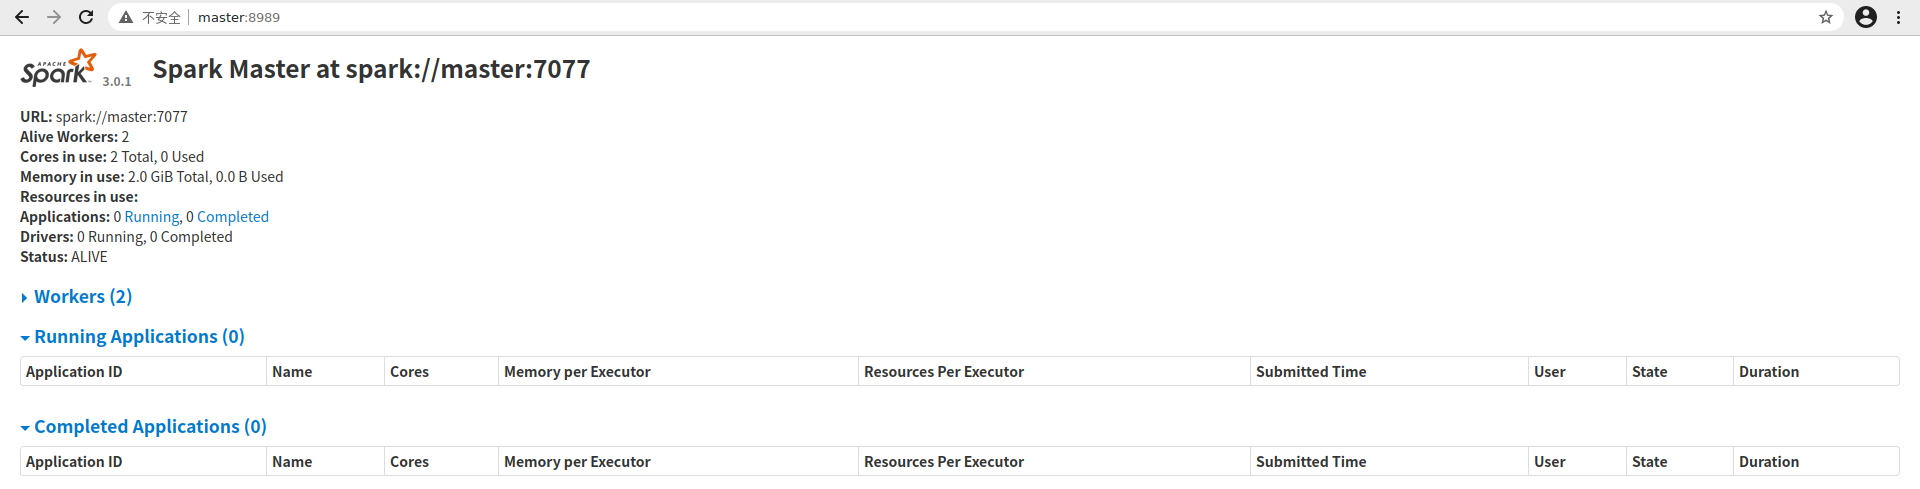 不安全 master:8989
APACHE Spark 3.0.1 Spark Master at spark://master:7077
URL: spark://master:7077
Alive Workers: 2
Cores in use: 2 Total, 0 Used
Memory in use: 2.0 GiB Total, 0.0 B Used
Resources in use:
Applications: 0 Running, 0 Completed
Drivers: 0 Running, 0 Completed
Status: ALIVE
Workers (2)
Running Applications (0)
Application ID Name Cores Memory per Executor Resources Per Executor Submitted Time User State Duration
Completed Applications (0)
Application ID Name Cores Memory per Executor Resources Per Executor Submitted Time User State Duration